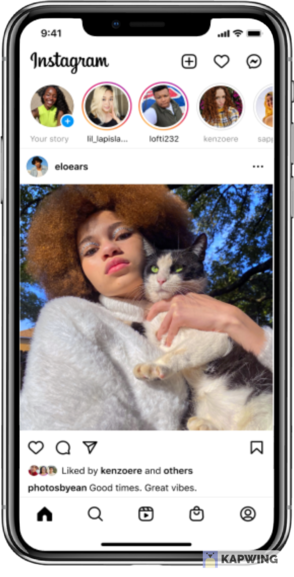 9:41
Instagram
Your story lil_lapisla... lofti232 kenzoere sapp
eloears
Liked by kenzoere and others
photosbyean Good times. Great vibes.
KAPWING